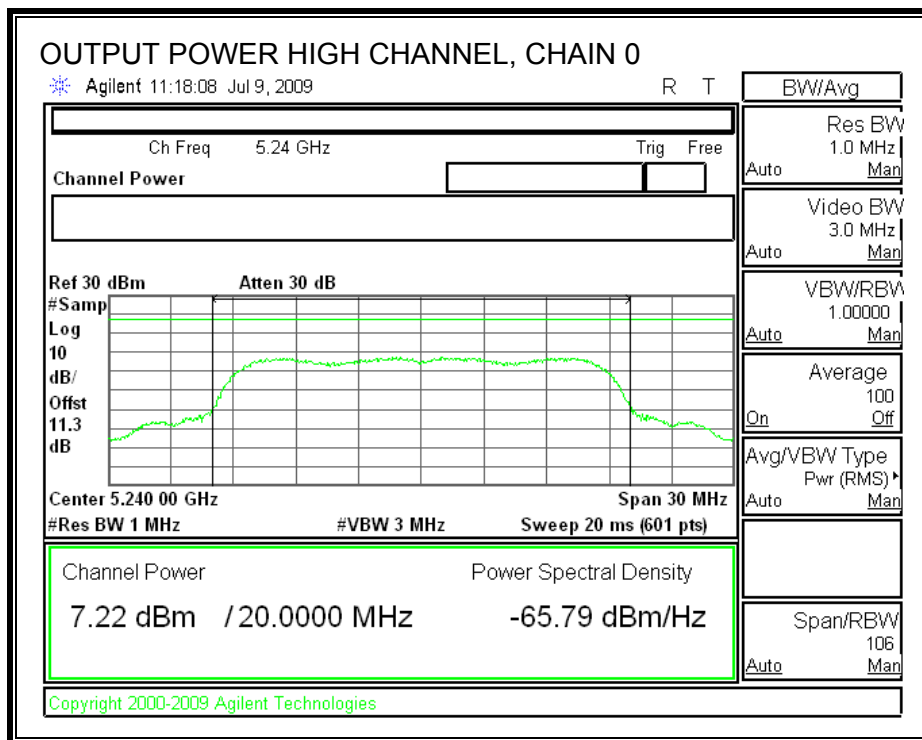 OUTPUT POWER HIGH CHANNEL, CHAIN 0
Agilent 11:18:08 Jul 9, 2009 R T
Ch Freq 5.24 GHz Trig Free
Channel Power
Ref 30 dBm Atten 30 dB
#Samp
Log
10
dB/
Offst
11.3
dB
Center 5.240 00 GHz Span 30 MHz
#Res BW 1 MHz #VBW 3 MHz Sweep 20 ms (601 pts)
Channel Power Power Spectral Density
7.22 dBm / 20.0000 MHz -65.79 dBm/Hz
Copyright 2000-2009 Agilent Technologies
BW/Avg
Res BW
1.0 MHz
Auto Man
Video BW
3.0 MHz
Auto Man
VBW/RBW
1.00000
Auto Man
Average
100
On Off
Avg/VBW Type
Pwr (RMS)
Auto Man
Span/RBW
106
Auto Man